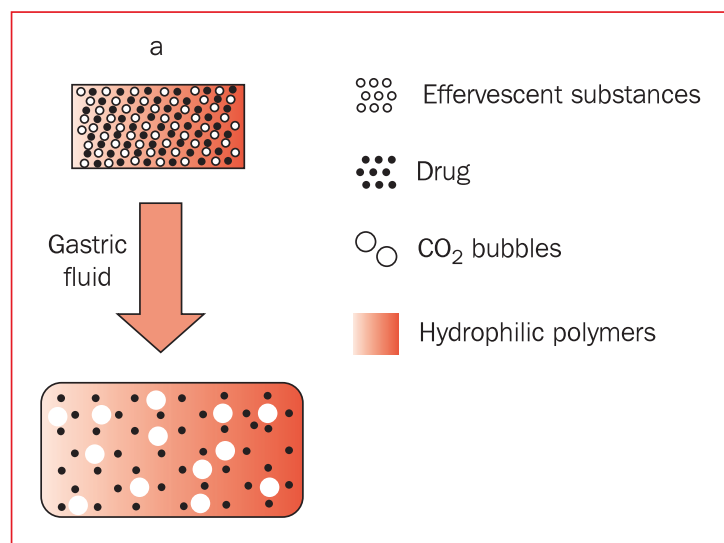 a
Effervescent substances
Drug
Gastric
fluid
CO₂ bubbles
Hydrophilic polymers